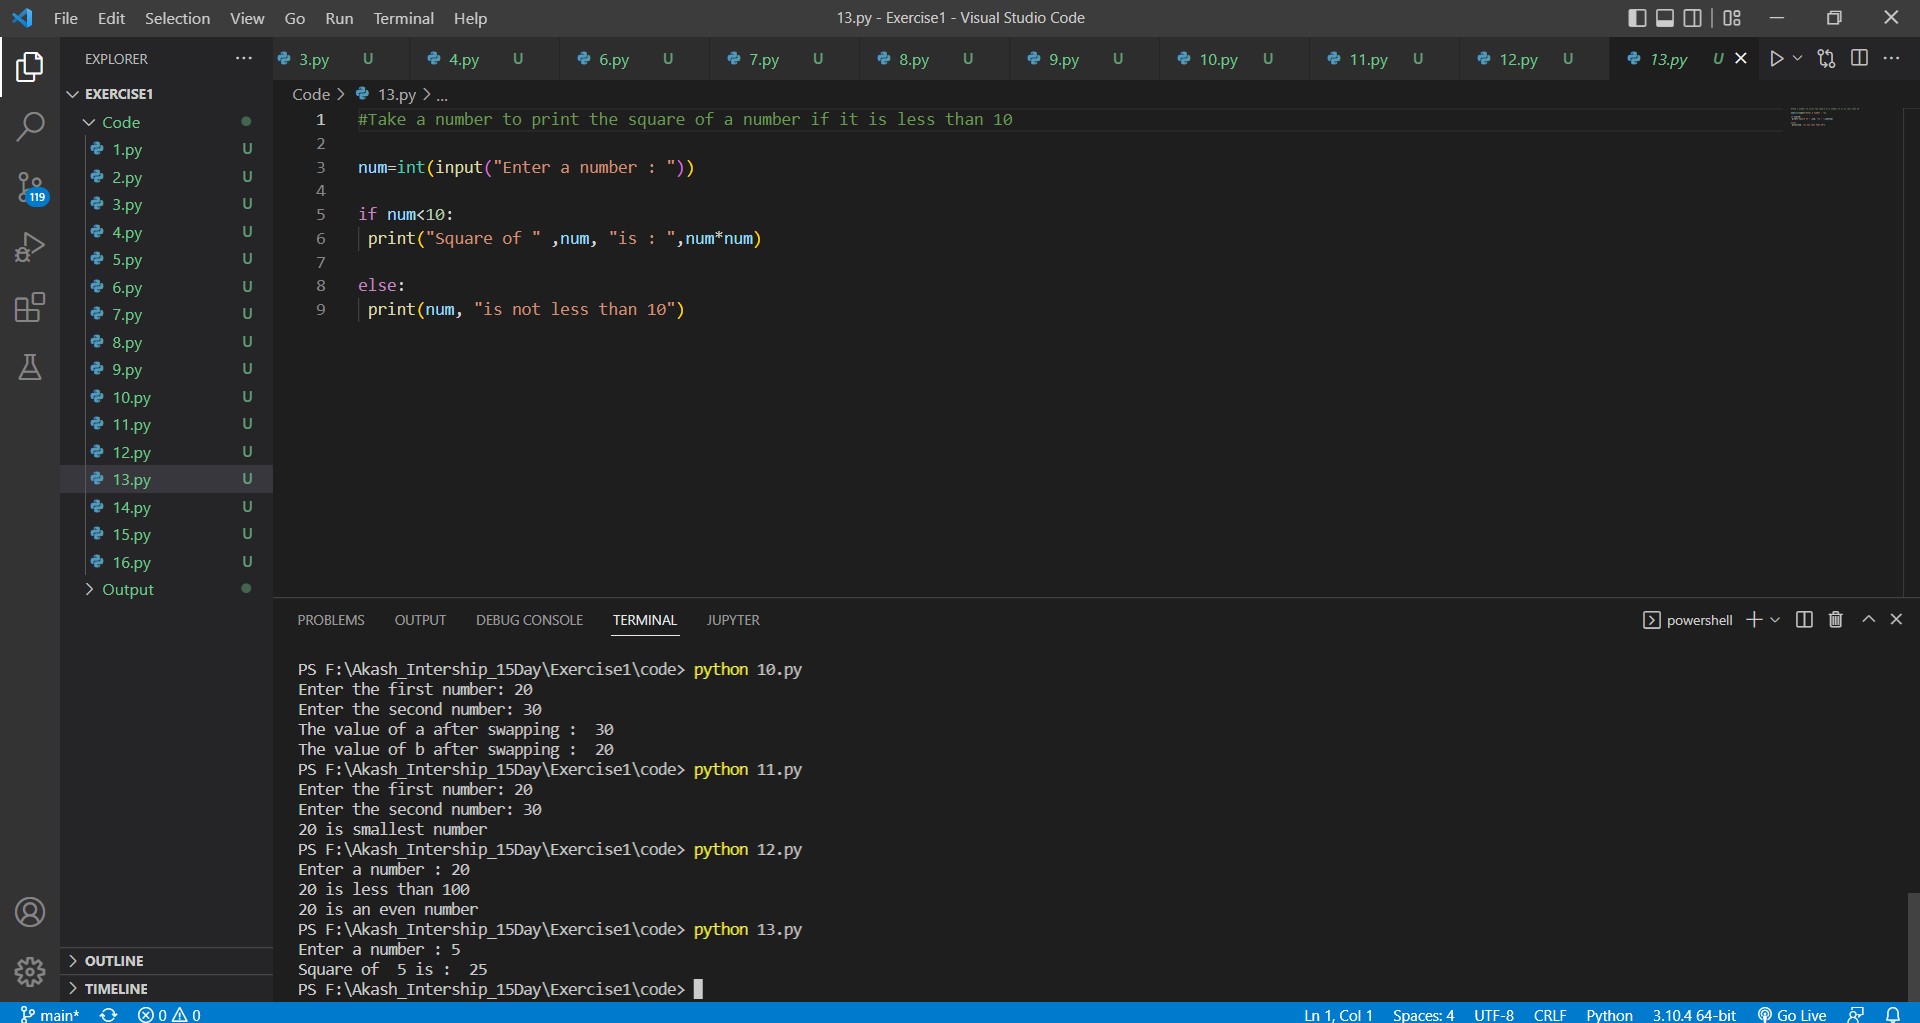 File Edit Selection View Go Run Terminal Help 13.py - Exercise1 - Visual Studio Code
EXPLORER ... 3.py U 4.py U 6.py U 7.py U 8.py U 9.py U 10.py U 11.py U 12.py U 13.py U
EXERCISE1
Code
1.py U
2.py U
3.py U
4.py U
5.py U
6.py U
7.py U
8.py U
9.py U
10.py U
11.py U
12.py U
13.py U
14.py U
15.py U
16.py U
Output
119
OUTLINE
TIMELINE
Code > 13.py > ...
1 #Take a number to print the square of a number if it is less than 10
2
3 num=int(input("Enter a number : "))
4
5 if num<10:
6 print("Square of " ,num, "is : ",num*num)
7
8 else:
9 print(num, "is not less than 10")
PROBLEMS OUTPUT DEBUG CONSOLE TERMINAL JUPYTER powershell
PS F:\Akash_Intership_15Day\Exercise1\code> python 10.py
Enter the first number: 20
Enter the second number: 30
The value of a after swapping :  30
The value of b after swapping :  20
PS F:\Akash_Intership_15Day\Exercise1\code> python 11.py
Enter the first number: 20
Enter the second number: 30
20 is smallest number
PS F:\Akash_Intership_15Day\Exercise1\code> python 12.py
Enter a number : 20
20 is less than 100
20 is an even number
PS F:\Akash_Intership_15Day\Exercise1\code> python 13.py
Enter a number : 5
Square of  5 is :  25
PS F:\Akash_Intership_15Day\Exercise1\code>
main* 0 0 Ln 1, Col 1 Spaces: 4 UTF-8 CRLF Python 3.10.4 64-bit Go Live